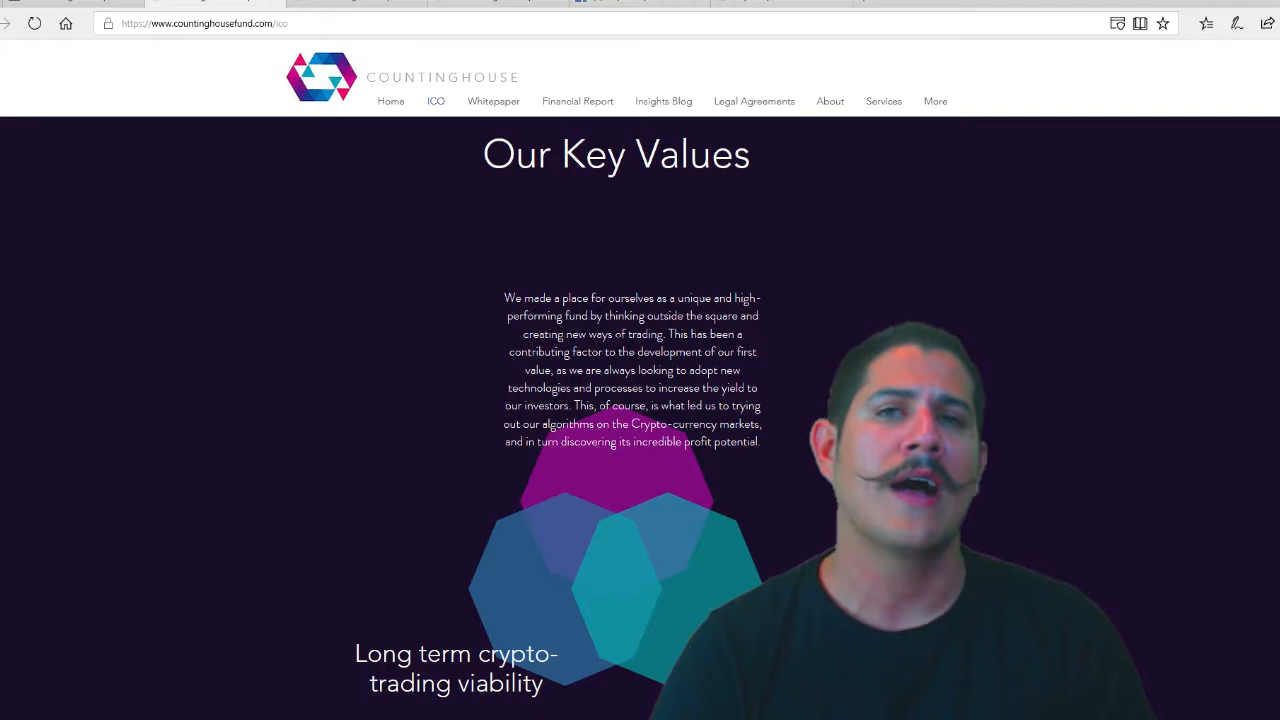 https://www.countinghousefund.com/ico
COUNTINGHOUSE
Home ICO Whitepaper Financial Report Insights Blog Legal Agreements About Services More
Our Key Values
We made a place for ourselves as a unique and high-
performing fund by thinking outside the square and
creating new ways of trading. This has been a
contributing factor to the development of our first
value, as we are always looking to adopt new
technologies and processes to increase the yield to
our investors. This, of course, is what led us to trying
out our algorithms on the Crypto-currency markets,
and in turn discovering its incredible profit potential.
Long term crypto-
trading viability